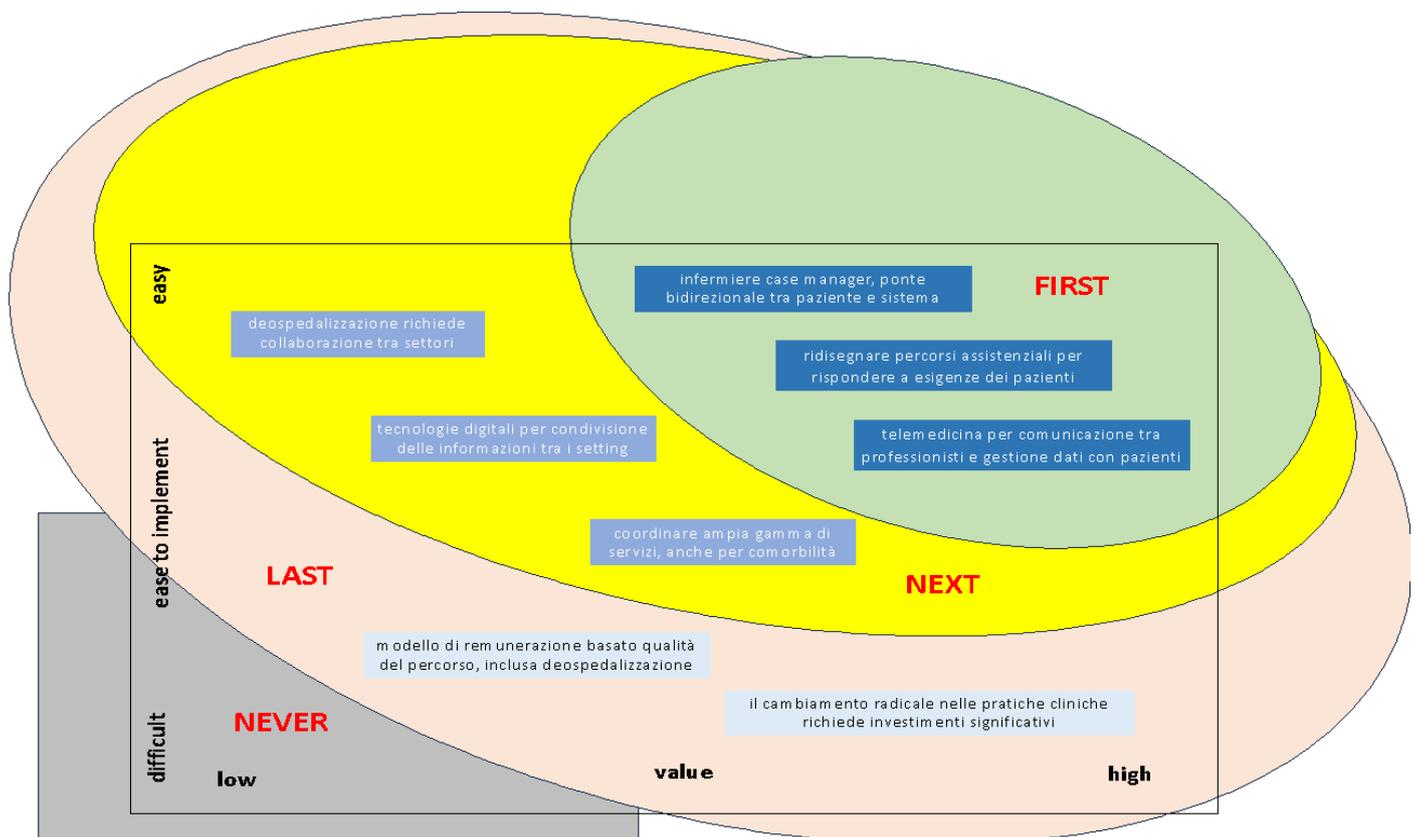 easy
infermiere case manager, ponte
bidirezionale tra paziente e sistema
FIRST
deospedalizzazione richiede
collaborazione tra settori
ridisegnare percorsi assistenziali per
rispondere a esigenze dei pazienti
tecnologie digitali per condivisione
delle informazioni tra i setting
telemedicina per comunicazione tra
professionisti e gestione dati con pazienti
ease to implement
coordinare ampia gamma di
servizi, anche per comorbilità
LAST
NEXT
modello di remunerazione basato qualità
del percorso, inclusa deospedalizzazione
il cambiamento radicale nelle pratiche cliniche
richiede investimenti significativi
NEVER
difficult
low
value
high